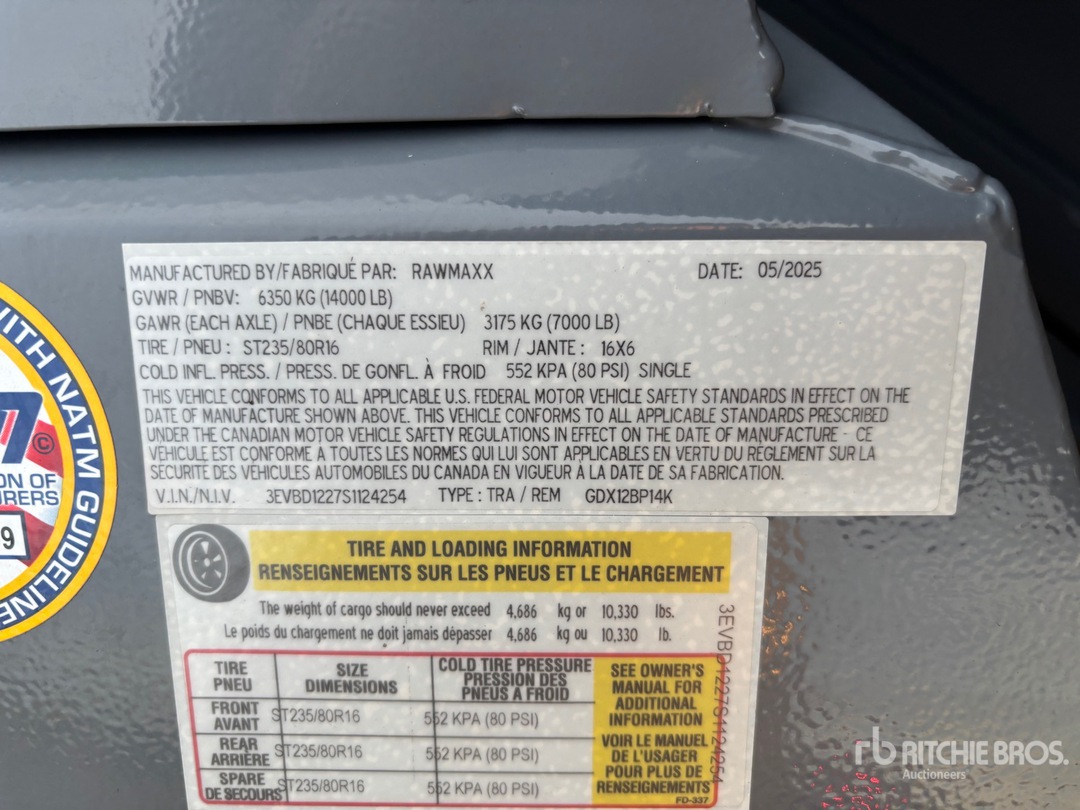 MANUFACTURED BY/FABRIQUÉ PAR: RAWMAXX DATE: 05/2025
GVWR / PNBV: 6350 KG (14000 LB)
GAWR (EACH AXLE) / PNBE (CHAQUE ESSIEU) 3175 KG (7000 LB)
TIRE / PNEU : ST235/80R16 RIM / JANTE : 16X6
COLD INFL. PRESS. / PRESS. DE GONFL. À FROID 552 KPA (80 PSI) SINGLE
THIS VEHICLE CONFORMS TO ALL APPLICABLE U.S. FEDERAL MOTOR VEHICLE SAFETY STANDARDS IN EFFECT ON THE
DATE OF MANUFACTURE SHOWN ABOVE. THIS VEHICLE CONFORMS TO ALL APPLICABLE STANDARDS PRESCRIBED
UNDER THE CANADIAN MOTOR VEHICLE SAFETY REGULATIONS IN EFFECT ON THE DATE OF MANUFACTURE - CE
VÉHICULE EST CONFORME A TOUTES LES NORMES QUI LUI SONT APPLICABLES EN VERTU DU RÈGLEMENT SUR LA
SÉCURITÉ DES VÉHICULES AUTOMOBILES DU CANADA EN VIGUEUR À LA DATE DE SA FABRICATION.
V.I.N./N.I.V. 3EVBD1227S1124254 TYPE : TRA / REM GDX12BP14K
WITH NATM GUIDELINE
©
ON OF
URERS
9
TIRE AND LOADING INFORMATION
RENSEIGNEMENTS SUR LES PNEUS ET LE CHARGEMENT
The weight of cargo should never exceed 4,686 kg or 10,330 lbs.
Le poids du chargement ne doit jamais dépasser 4,686 kg ou 10,330 lb.
TIRE
PNEU
SIZE
DIMENSIONS
COLD TIRE PRESSURE
PRESSION DES
PNEUS A FROID
FRONT
AVANT
ST235/80R16
552 KPA (80 PSI)
REAR
ARRIÈRE
ST235/80R16
552 KPA (80 PSI)
SPARE
DE SECOURS
ST235/80R16
552 KPA (80 PSI)
SEE OWNER'S
MANUAL FOR
ADDITIONAL
INFORMATION
VOIR LE MANUEL
DE L'USAGER
POUR PLUS DE
RENSEIGNEMENTS
FD-337
3EVBD1227S1124254
rb RITCHIE BROS.
Auctioneers